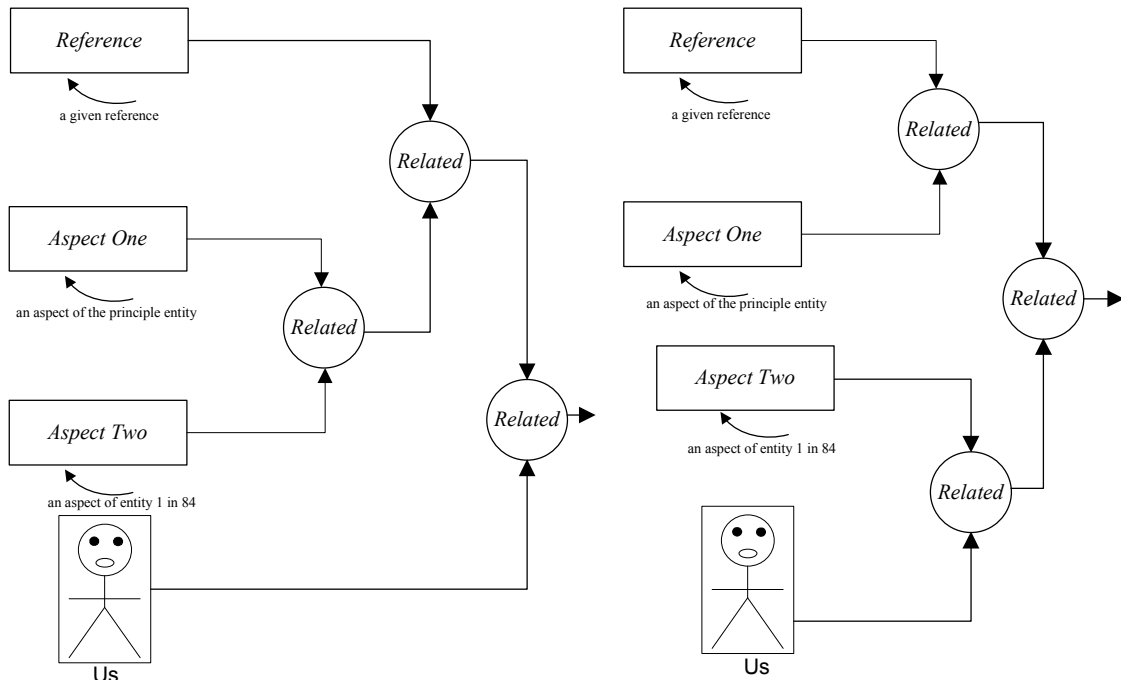 Reference
a given reference
Related
Aspect One
an aspect of the principle entity
Related
Aspect Two
an aspect of entity 1 in 84
Related
Us
Reference
a given reference
Related
Aspect One
an aspect of the principle entity
Related
Aspect Two
an aspect of entity 1 in 84
Related
Us